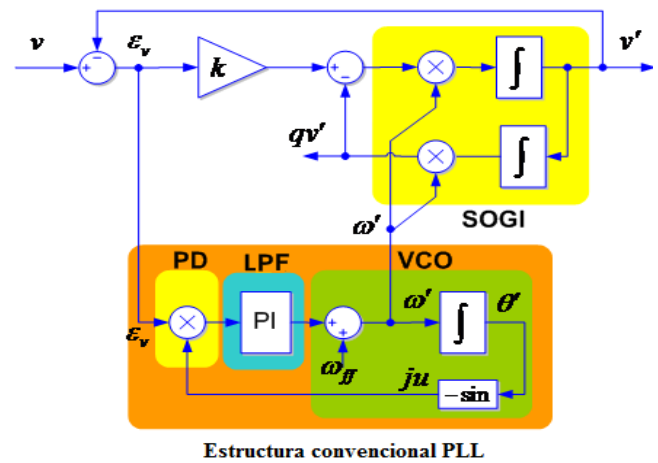 v
ε_v
k
v'
∫
qv'
∫
SOGI
ω'
PD
LPF
VCO
ε_v
PI
ω'
∫
θ'
ω_ff
ju
−sin
Estructura convencional PLL